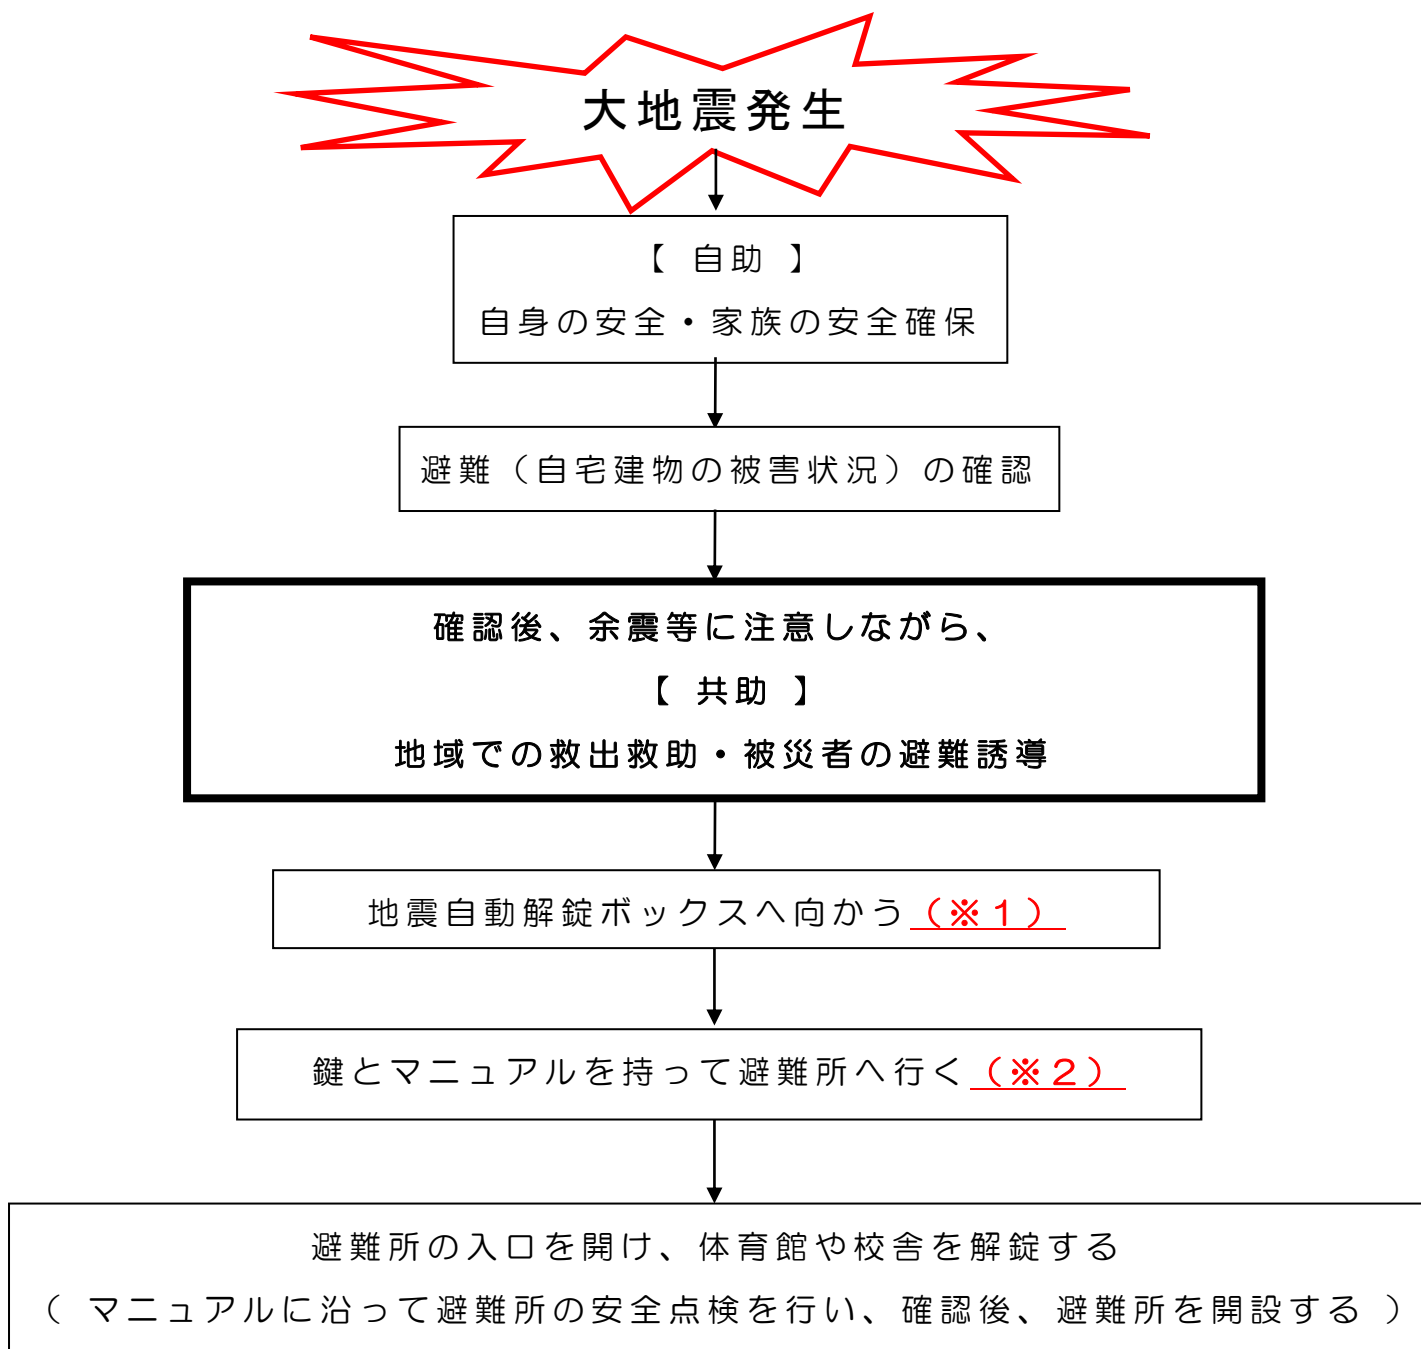 大地震発生
【 自助 】
自身の安全・家族の安全確保
避難（自宅建物の被害状況）の確認
確認後、余震等に注意しながら、
【 共助 】
地域での救出救助・被災者の避難誘導
地震自動解錠ボックスへ向かう（※１）
鍵とマニュアルを持って避難所へ行く（※２）
避難所の入口を開け、体育館や校舎を解錠する
（ マニュアルに沿って避難所の安全点検を行い、確認後、避難所を開設する ）